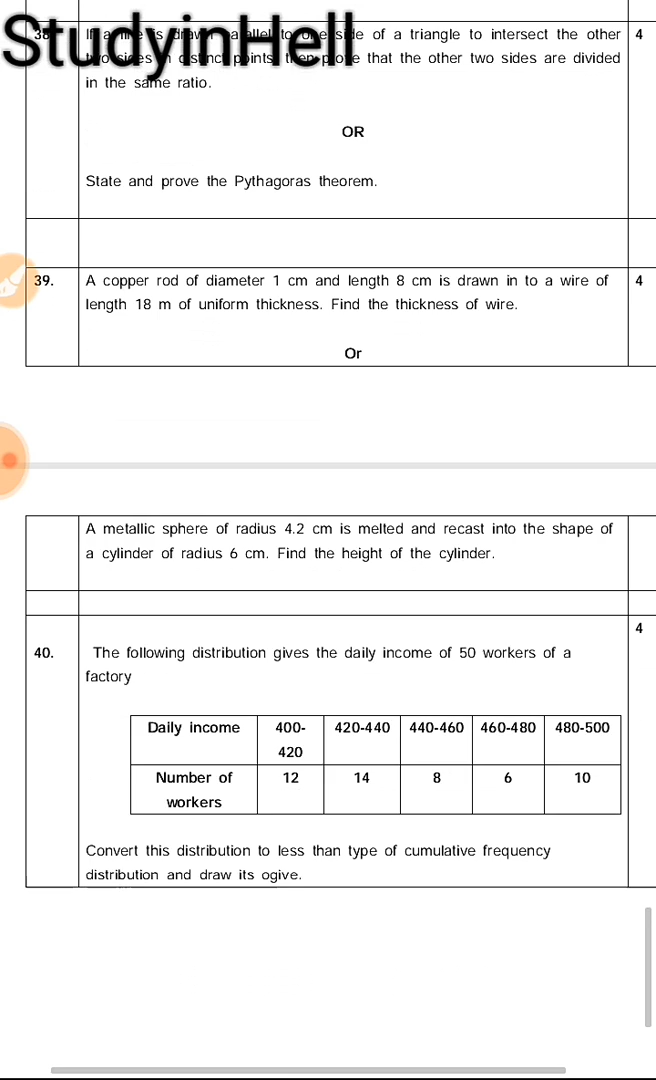 StudyinHell
38
If a line is drawn parallel to one side of a triangle to intersect the other 4
two sides in distinct points, then prove that the other two sides are divided
in the same ratio.
OR
State and prove the Pythagoras theorem.
39. A copper rod of diameter 1 cm and length 8 cm is drawn in to a wire of 4
length 18 m of uniform thickness. Find the thickness of wire.
Or
A metallic sphere of radius 4.2 cm is melted and recast into the shape of
a cylinder of radius 6 cm. Find the height of the cylinder.
4
40. The following distribution gives the daily income of 50 workers of a
factory
Daily income 400- 420-440 440-460 460-480 480-500
420
Number of 12 14 8 6 10
workers
Convert this distribution to less than type of cumulative frequency
distribution and draw its ogive.